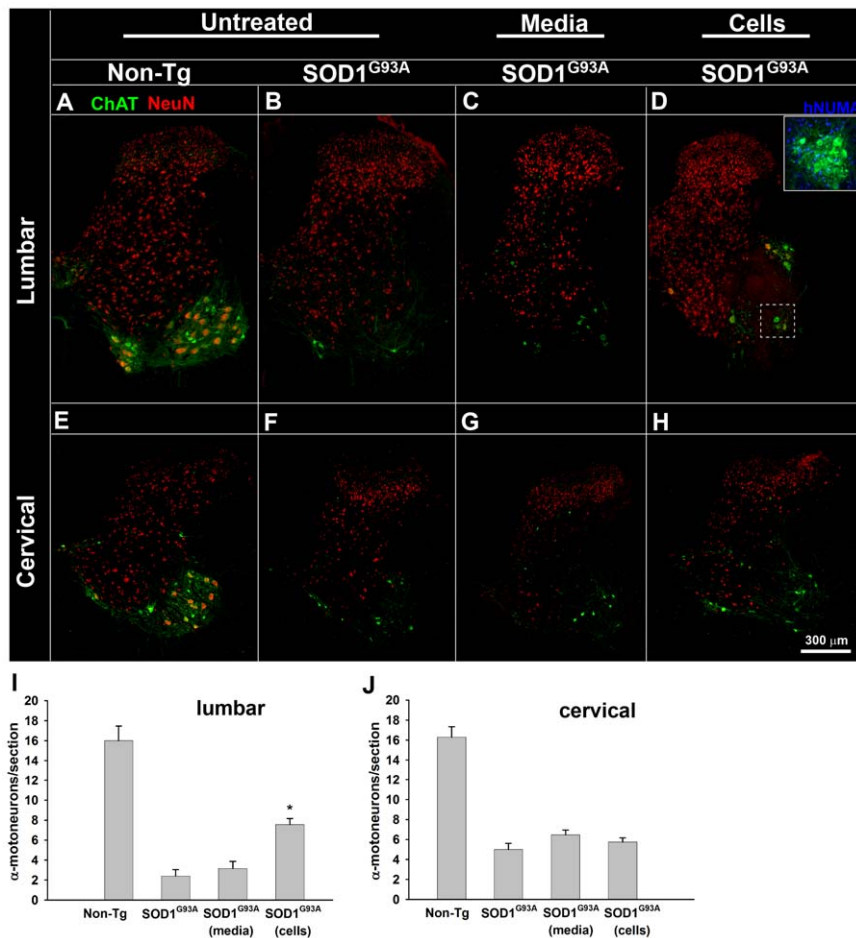 Untreated Media Cells
Non-Tg SOD1G93A SOD1G93A SOD1G93A
A ChAT NeuN B C D hNUMA
Lumbar
E F G H
Cervical
300 µm
I J
lumbar
α-motoneurons/section
20
18
16
14
12
10
8
6
4
2
0
*
Non-Tg SOD1G93A SOD1G93A SOD1G93A
(media) (cells)
cervical
α-motoneurons/section
20
18
16
14
12
10
8
6
4
2
0
Non-Tg SOD1G93A SOD1G93A SOD1G93A
(media) (cells)